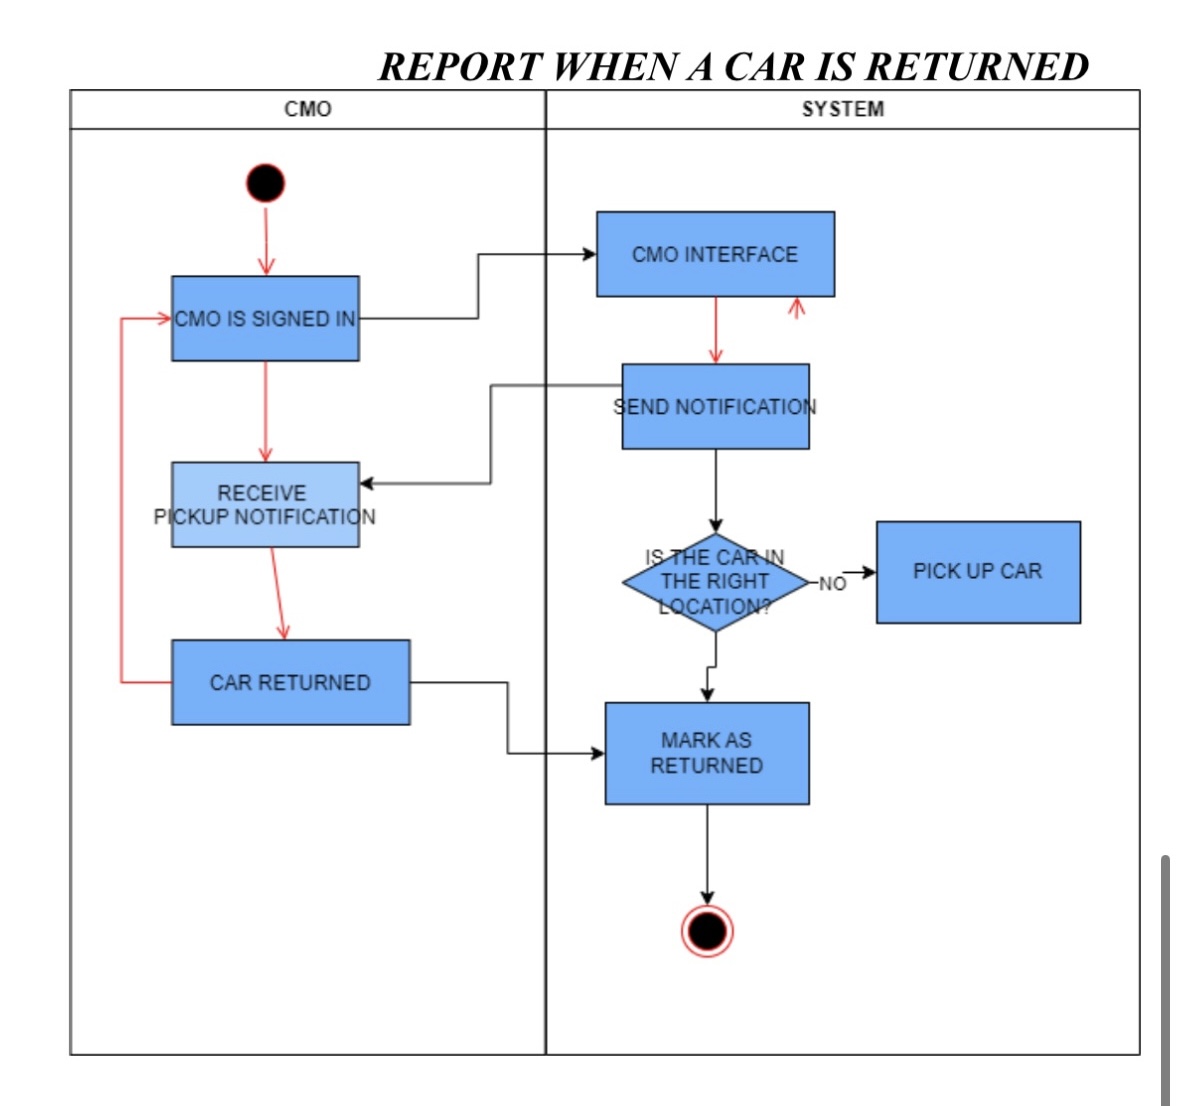 REPORT WHEN A CAR IS RETURNED
CMO
SYSTEM
CMO INTERFACE
CMO IS SIGNED IN
SEND NOTIFICATION
RECEIVE
PICKUP NOTIFICATION
IS THE CAR IN
THE RIGHT
LOCATION?
NO
PICK UP CAR
CAR RETURNED
MARK AS
RETURNED